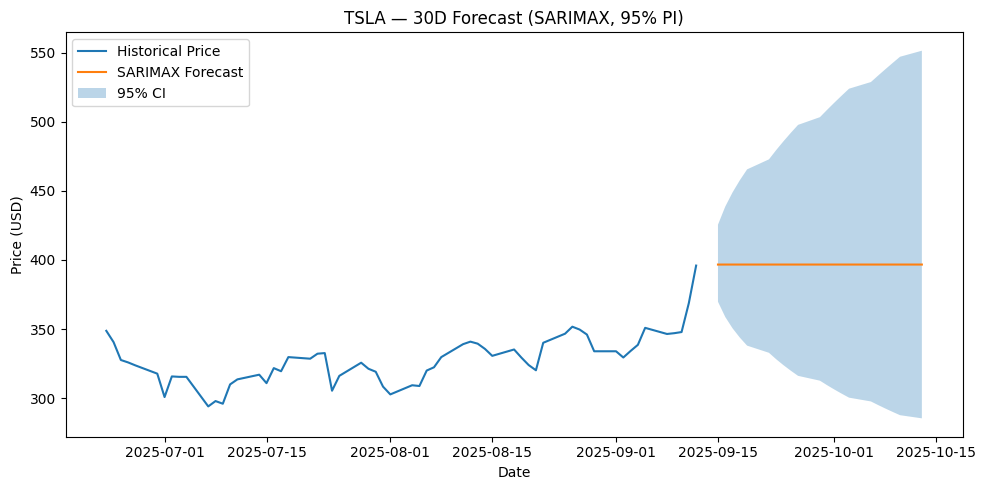 TSLA — 30D Forecast (SARIMAX, 95% PI)
Historical Price
SARIMAX Forecast
95% CI
Price (USD)
550
500
450
400
350
300
2025-07-01
2025-07-15
2025-08-01
2025-08-15
2025-09-01
2025-09-15
2025-10-01
2025-10-15
Date